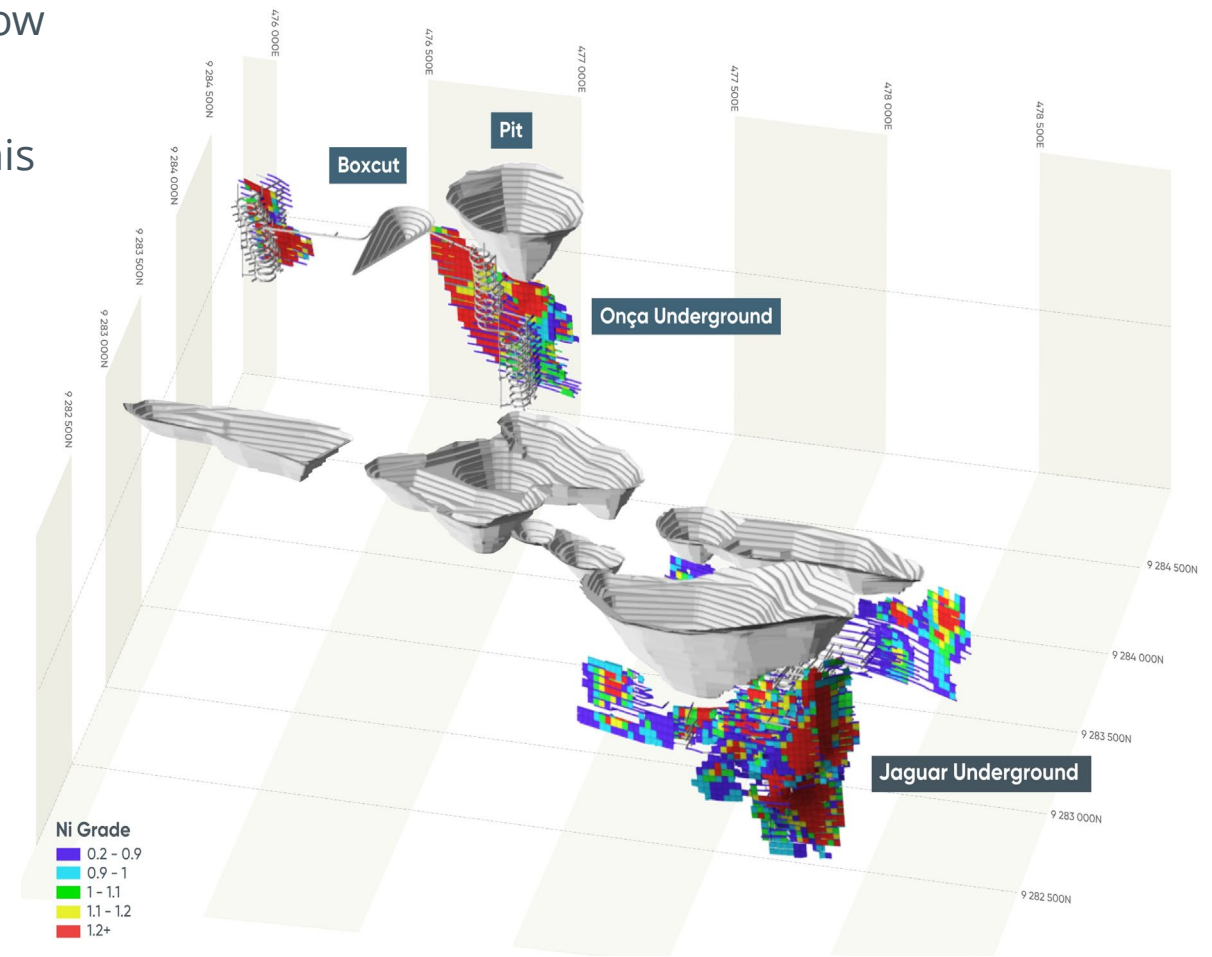 ow
his
476 000E
476 500E
477 000E
477 500E
478 000E
478 500E
9 284 500N
9 284 000N
9 283 500N
9 283 000N
9 282 500N
Pit
Boxcut
Onça Underground
9 284 500N
9 284 000N
9 283 500N
Jaguar Underground
9 283 000N
9 282 500N
Ni Grade
0.2 - 0.9
0.9 - 1
1 - 1.1
1.1 - 1.2
1.2+